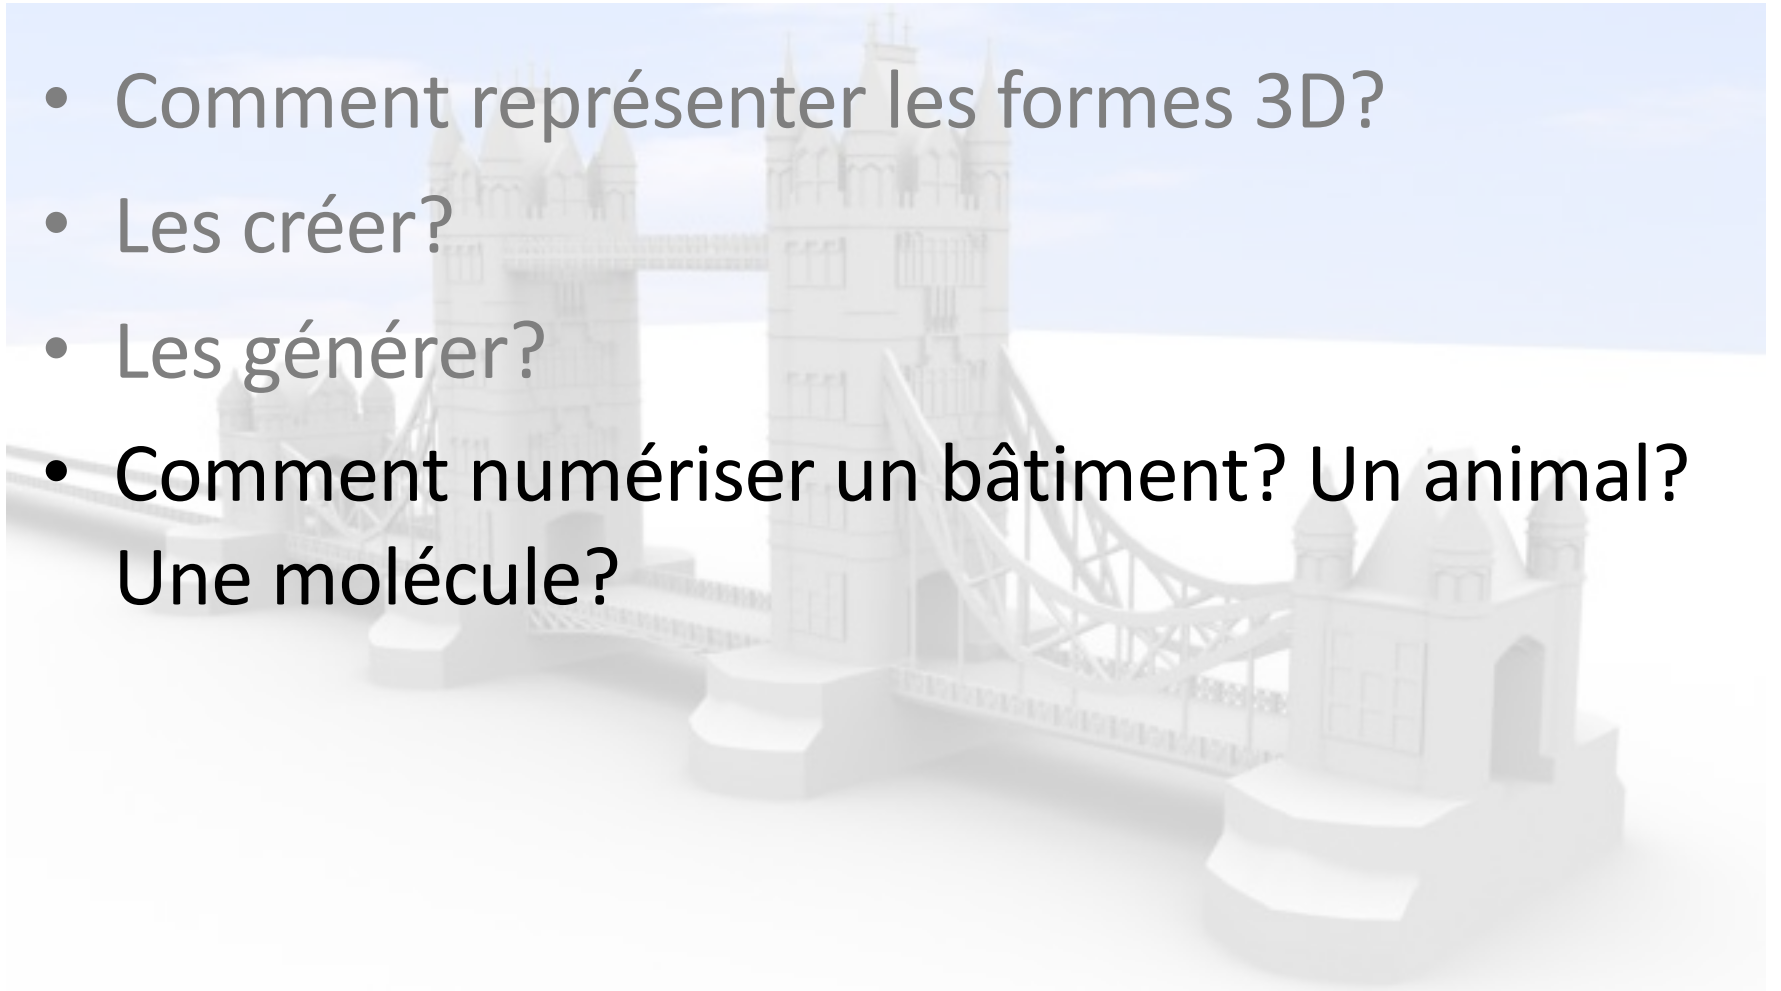 • Comment représenter les formes 3D?
• Les créer?
• Les générer?
• Comment numériser un bâtiment? Un animal?
Une molécule?